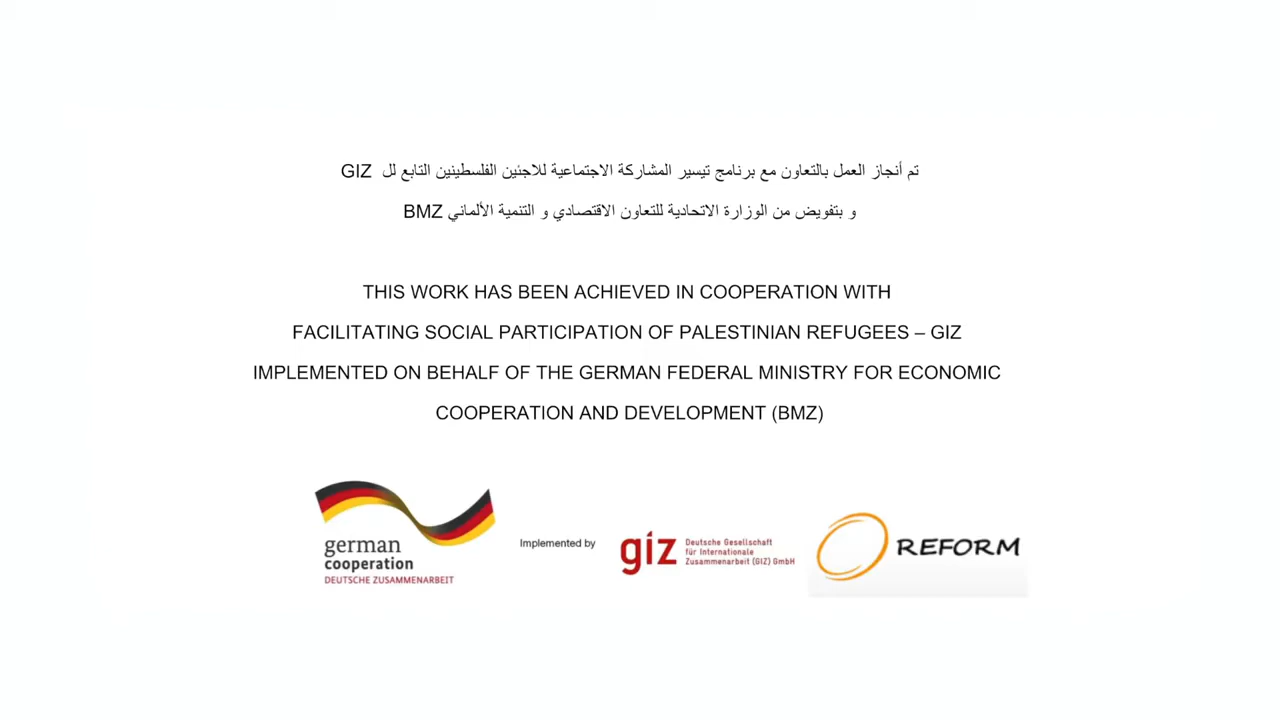 تم أنجاز العمل بالتعاون مع برنامج تيسير المشاركة الاجتماعية للاجئين الفلسطينين التابع لل GIZ
و بتفويض من الوزارة الاتحادية للتعاون الاقتصادي و التنمية الألماني BMZ
THIS WORK HAS BEEN ACHIEVED IN COOPERATION WITH
FACILITATING SOCIAL PARTICIPATION OF PALESTINIAN REFUGEES – GIZ
IMPLEMENTED ON BEHALF OF THE GERMAN FEDERAL MINISTRY FOR ECONOMIC
COOPERATION AND DEVELOPMENT (BMZ)
german
cooperation
DEUTSCHE ZUSAMMENARBEIT
Implemented by
giz
Deutsche Gesellschaft
für Internationale
Zusammenarbeit (GIZ) GmbH
REFORM